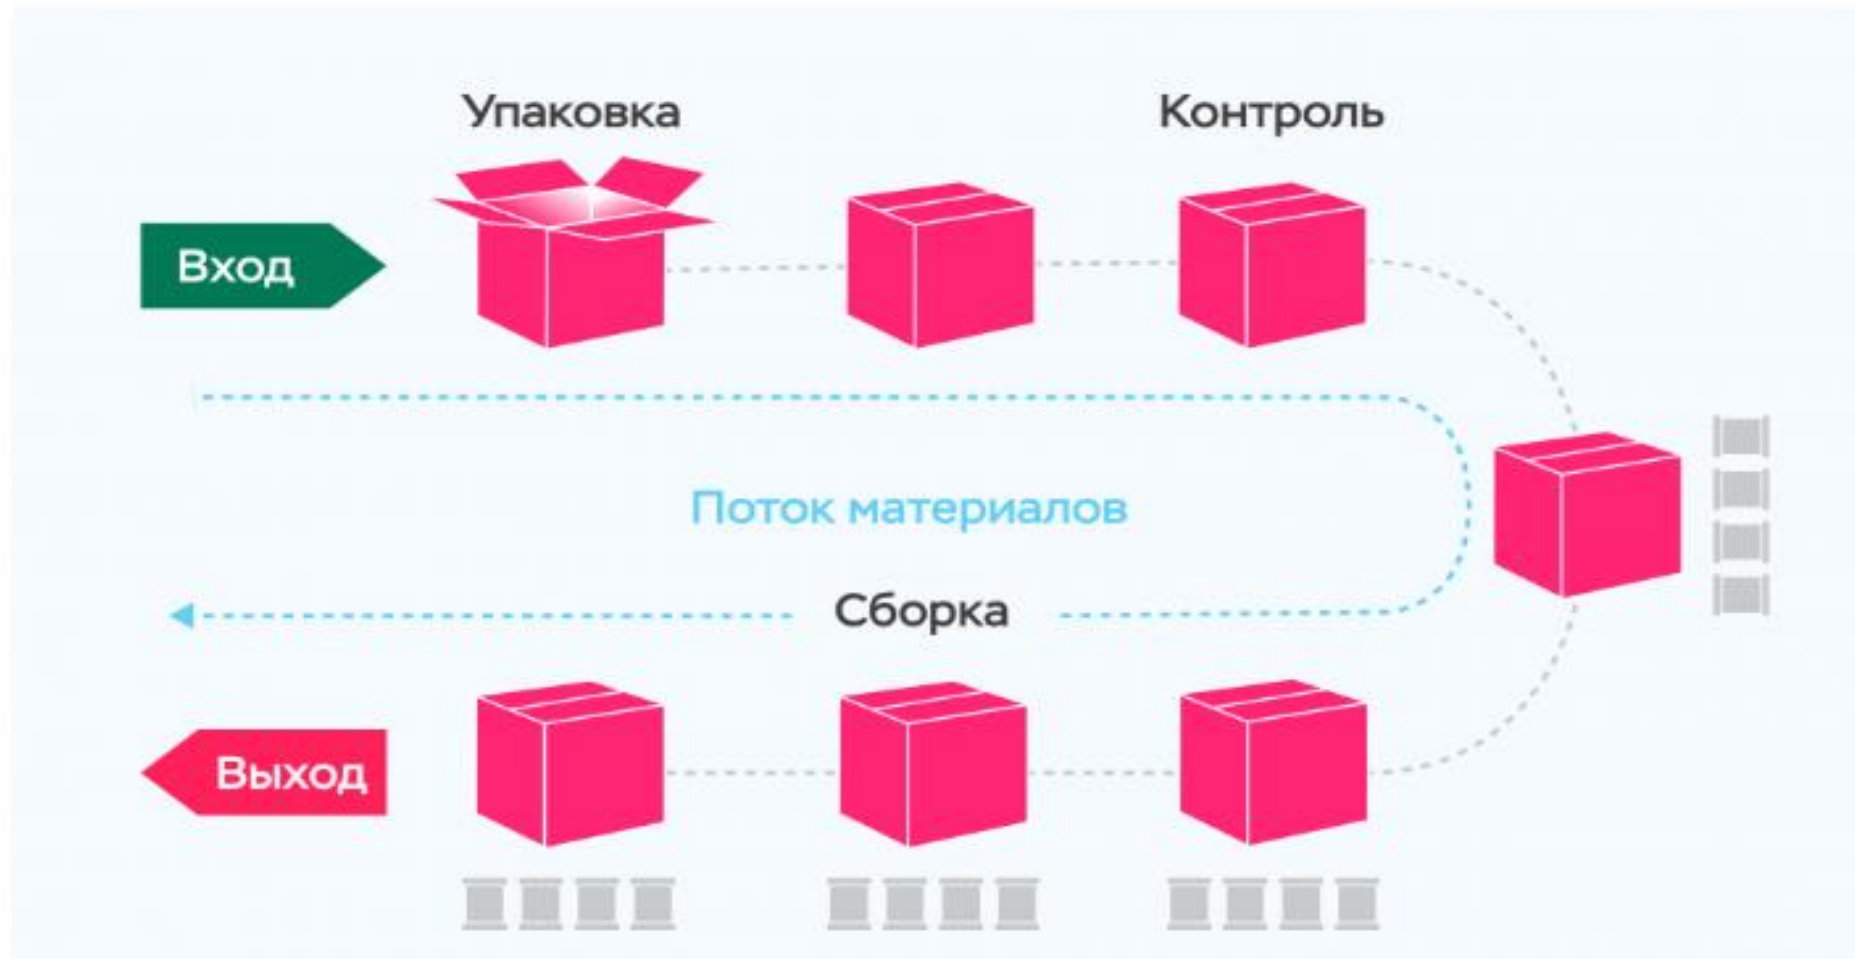 Упаковка
Контроль
Вход
Поток материалов
Сборка
Выход